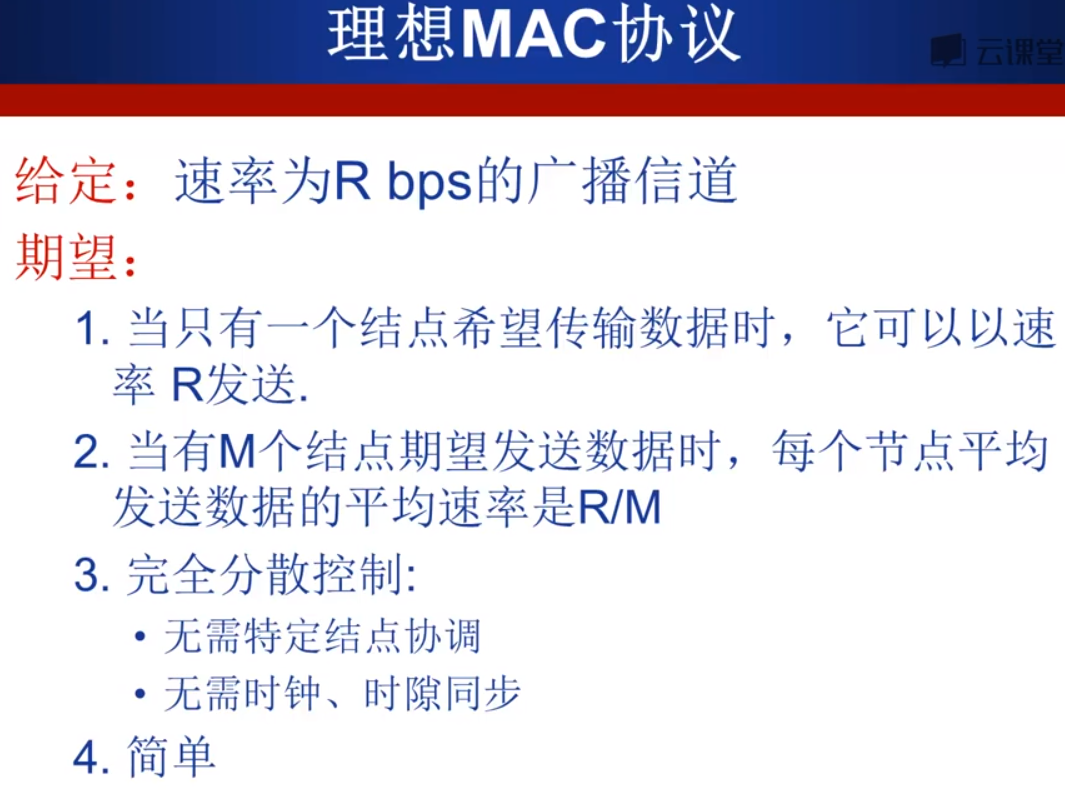 理想MAC协议
云课堂
给定：速率为R bps的广播信道
期望：
1. 当只有一个结点希望传输数据时，它可以以速
率 R发送.
2. 当有M个结点期望发送数据时，每个节点平均
发送数据的平均速率是R/M
3. 完全分散控制:
• 无需特定结点协调
• 无需时钟、时隙同步
4. 简单